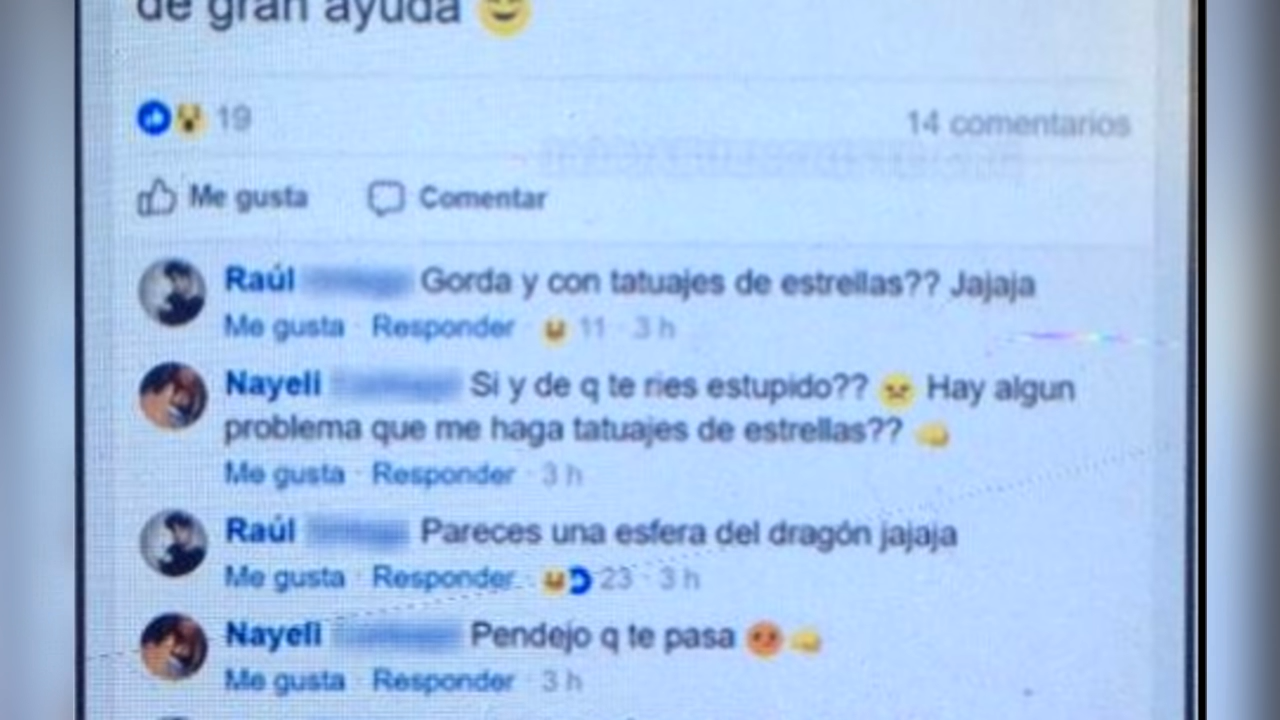 de gran ayuda
19
14 comentarios
Me gusta Comentar
Raúl Gorda y con tatuajes de estrellas?? Jajaja
Me gusta · Responder · 11 · 3 h
Nayeli Si y de q te ries estupido?? Hay algun
problema que me haga tatuajes de estrellas??
Me gusta · Responder · 3 h
Raúl Pareces una esfera del dragón jajaja
Me gusta · Responder · 23 · 3 h
Nayeli Pendejo q te pasa
Me gusta · Responder · 3 h